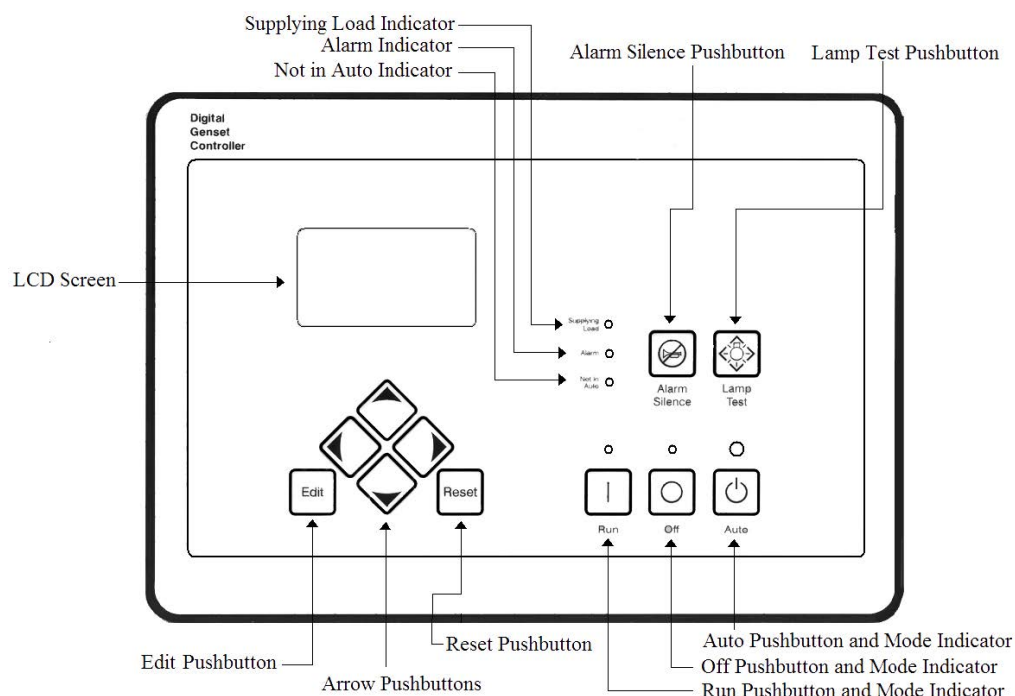 Supplying Load Indicator
Alarm Indicator
Not in Auto Indicator
Alarm Silence Pushbutton
Lamp Test Pushbutton
Digital
Genset
Controller
LCD Screen
Supplying
Load
Alarm
Not in
Auto
Alarm
Silence
Lamp
Test
Edit
Reset
Run
Off
Auto
Edit Pushbutton
Arrow Pushbuttons
Reset Pushbutton
Auto Pushbutton and Mode Indicator
Off Pushbutton and Mode Indicator
Run Pushbutton and Mode Indicator